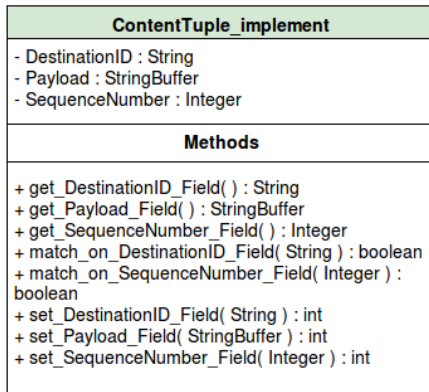 ContentTuple_implement
- DestinationID : String
- Payload : StringBuffer
- SequenceNumber : Integer
Methods
+ get_DestinationID_Field( ) : String
+ get_Payload_Field( ) : StringBuffer
+ get_SequenceNumber_Field( ) : Integer
+ match_on_DestinationID_Field( String ) : boolean
+ match_on_SequenceNumber_Field( Integer ) :
boolean
+ set_DestinationID_Field( String ) : int
+ set_Payload_Field( StringBuffer ) : int
+ set_SequenceNumber_Field( Integer ) : int